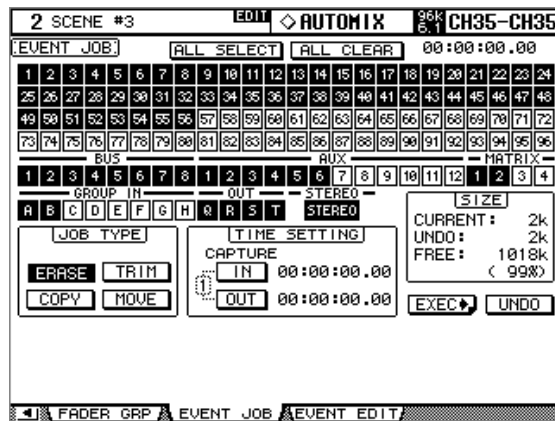 2 SCENE #3 EDIT ◇AUTOMIX 96k 6.1 CH35-CH35
EVENT JOB ALL SELECT ALL CLEAR 00:00:00.00
1 2 3 4 5 6 7 8 9 10 11 12 13 14 15 16 17 18 19 20 21 22 23 24
25 26 27 28 29 30 31 32 33 34 35 36 37 38 39 40 41 42 43 44 45 46 47 48
49 50 51 52 53 54 55 56 57 58 59 60 61 62 63 64 65 66 67 68 69 70 71 72
73 74 75 76 77 78 79 80 81 82 83 84 85 86 87 88 89 90 91 92 93 94 95 96
BUS AUX MATRIX
1 2 3 4 5 6 7 8 1 2 3 4 5 6 7 8 9 10 11 12 1 2 3 4
GROUP IN OUT STEREO
A B C D E F G H Q R S T STEREO
JOB TYPE
ERASE TRIM
COPY MOVE
TIME SETTING
CAPTURE
1
IN 00:00:00.00
OUT 00:00:00.00
SIZE
CURRENT: 2k
UNDO: 2k
FREE: 1018k
( 99%)
EXEC UNDO
FADER GRP EVENT JOB EVENT EDIT